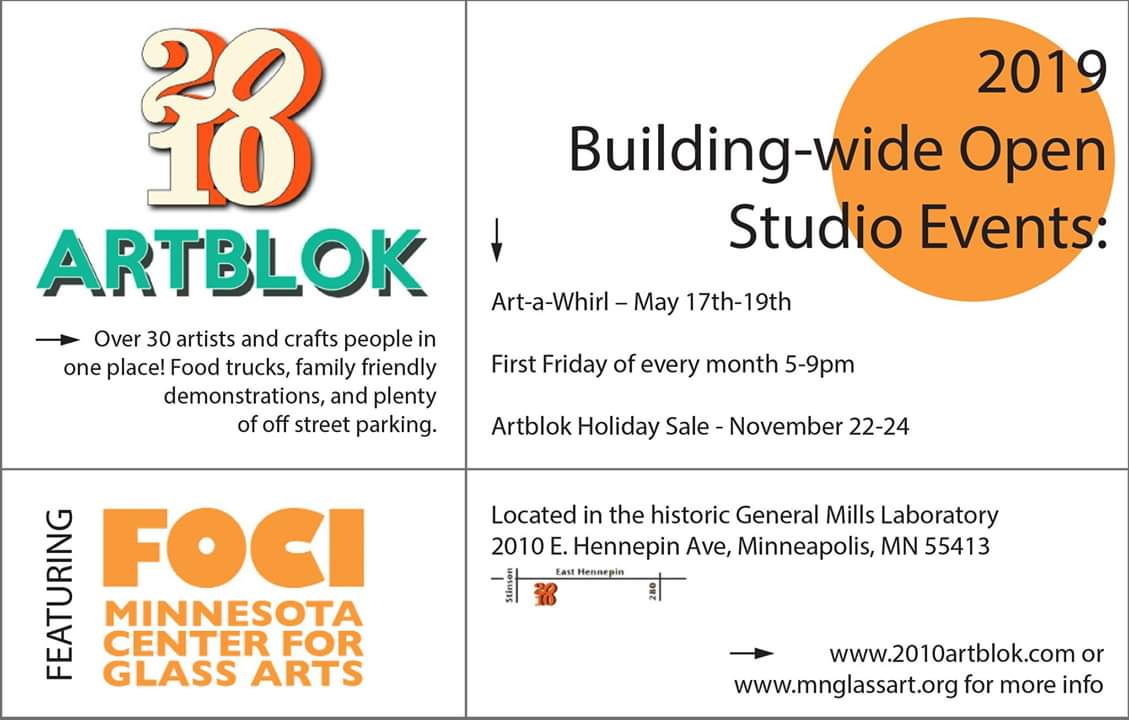 2010
ARTBLOK
Over 30 artists and crafts people in
one place! Food trucks, family friendly
demonstrations, and plenty
of off street parking.
2019
Building-wide Open
Studio Events:
Art-a-Whirl – May 17th-19th
First Friday of every month 5-9pm
Artblok Holiday Sale - November 22-24
FEATURING
FOCI
MINNESOTA
CENTER FOR
GLASS ARTS
Located in the historic General Mills Laboratory
2010 E. Hennepin Ave, Minneapolis, MN 55413
Stinson
East Hennepin
2010
280
www.2010artblok.com or
www.mnglassart.org for more info